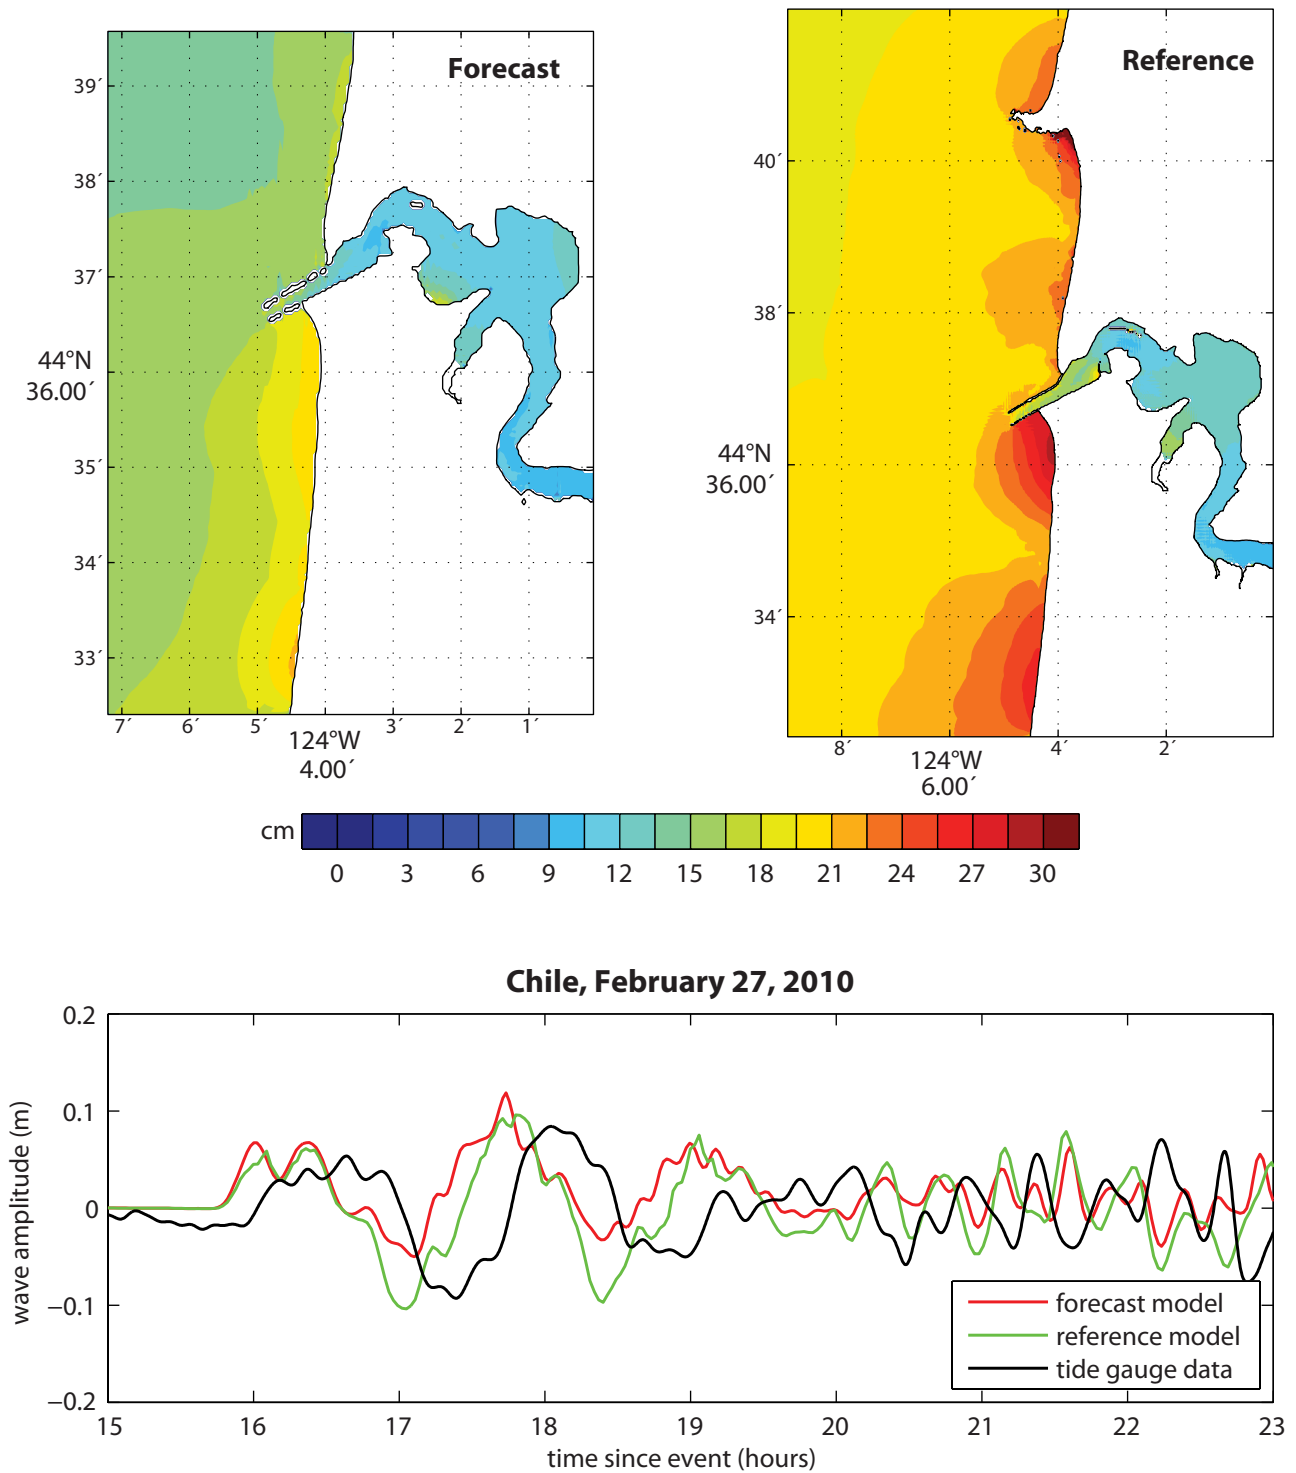 Forecast
39´
38´
37´
44°N
36.00´
35´
34´
33´
7´ 6´ 5´ 124°W 3´ 2´ 1´
4.00´
Reference
40´
38´
44°N
36.00´
34´
8´ 124°W 4´ 2´
6.00´
cm
0 3 6 9 12 15 18 21 24 27 30
Chile, February 27, 2010
wave amplitude (m)
0.2
0.1
0
−0.1
−0.2
forecast model
reference model
tide gauge data
15 16 17 18 19 20 21 22 23
time since event (hours)